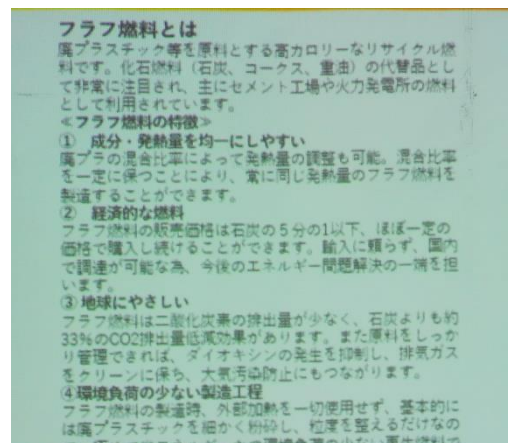 フラフ燃料とは
廃プラスチック等を原料とする高カロリーなリサイクル燃
料です。化石燃料（石炭、コークス、重油）の代替品とし
て非常に注目され、主にセメント工場や火力発電所の燃料
として利用されています。
≪フラフ燃料の特徴≫
① 成分・発熱量を均一にしやすい
廃プラの混合比率によって発熱量の調整も可能。混合比率
を一定に保つことにより、常に同じ発熱量のフラフ燃料を
製造することができます。
② 経済的な燃料
フラフ燃料の販売価格は石炭の５分の1以下、ほぼ一定の
価格で購入し続けることができます。輸入に頼らず、国内
で調達が可能な為、今後のエネルギー問題解決の一端を担
います。
③地球にやさしい
フラフ燃料は二酸化炭素の排出量が少なく、石炭よりも約
33%のCO2排出量低減効果があります。また原料をしっか
り管理できれば、ダイオキシンの発生を抑制し、排気ガス
をクリーンに保ち、大気汚染防止にもつながります。
④環境負荷の少ない製造工程
フラフ燃料の製造時、外部加熱を一切使用せず、基本的に
は廃プラスチックを細かく粉砕し、粒度を整えるだけなの